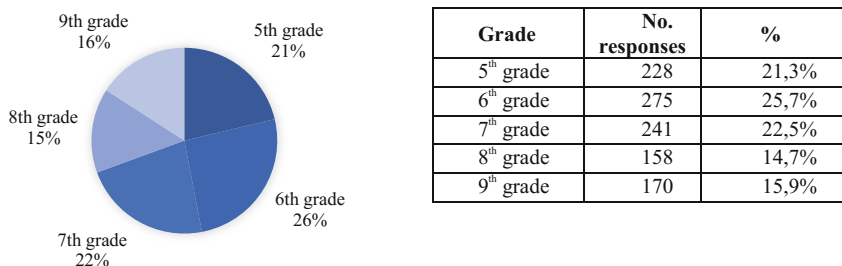 9th grade
16%
5th grade
21%
8th grade
15%
6th grade
26%
7th grade
22%
Grade No. responses %
5th grade 228 21,3%
6th grade 275 25,7%
7th grade 241 22,5%
8th grade 158 14,7%
9th grade 170 15,9%